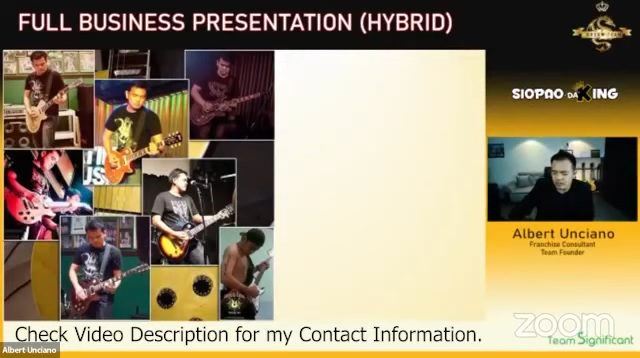 FULL BUSINESS PRESENTATION (HYBRID)
SIOPAO DA KING
Albert Unciano
Franchise Consultant
Team Founder
Check Video Description for my Contact Information.
zoom
Team Significant
Albert Unciano